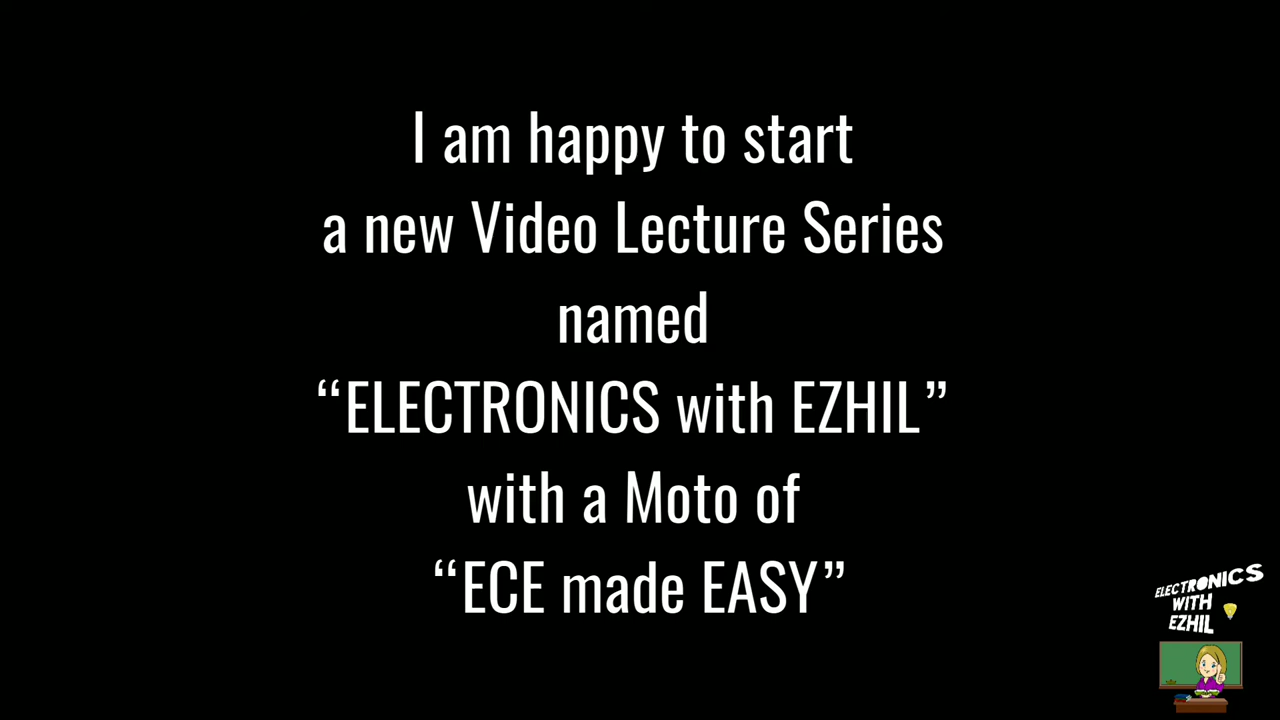 I am happy to start
a new Video Lecture Series
named
“ELECTRONICS with EZHIL”
with a Moto of
“ECE made EASY”
ELECTRONICS
WITH
EZHIL